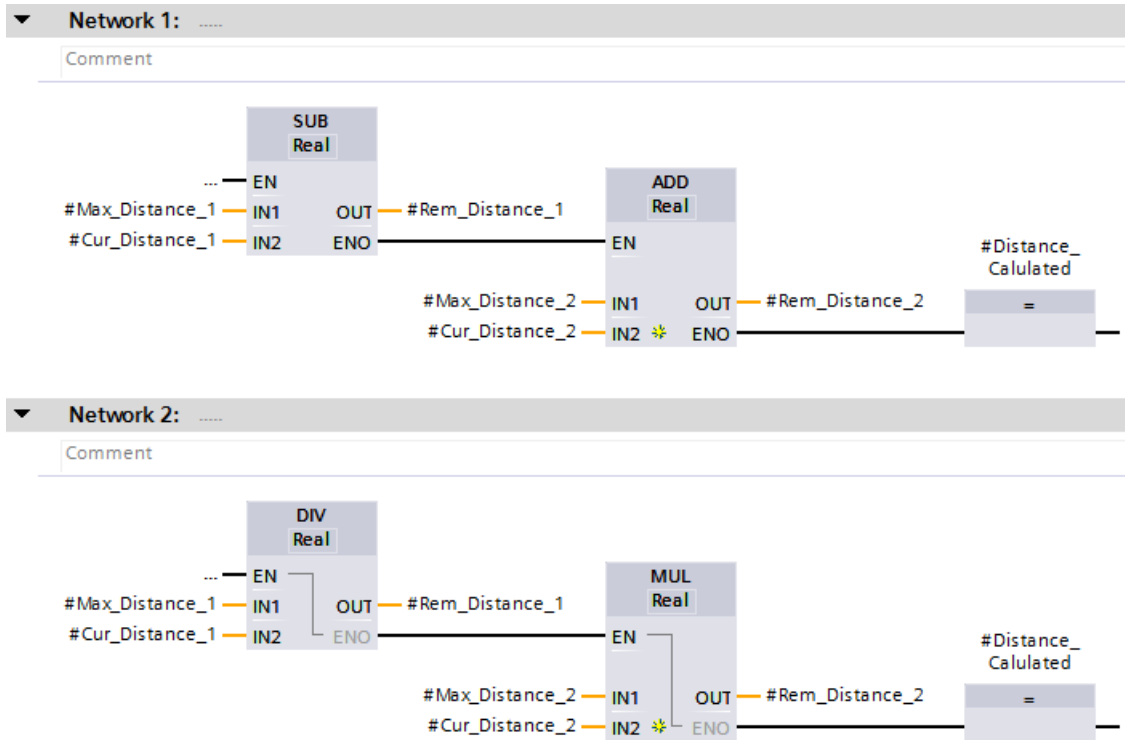 Network 1: .....
Comment
SUB
Real
... EN
#Max_Distance_1 IN1 OUT #Rem_Distance_1
#Cur_Distance_1 IN2 ENO
ADD
Real
EN
#Max_Distance_2 IN1 OUT #Rem_Distance_2
#Cur_Distance_2 IN2 ENO
#Distance_
Calulated
=
Network 2: .....
Comment
DIV
Real
... EN
#Max_Distance_1 IN1 OUT #Rem_Distance_1
#Cur_Distance_1 IN2 ENO
MUL
Real
EN
#Max_Distance_2 IN1 OUT #Rem_Distance_2
#Cur_Distance_2 IN2 ENO
#Distance_
Calulated
=